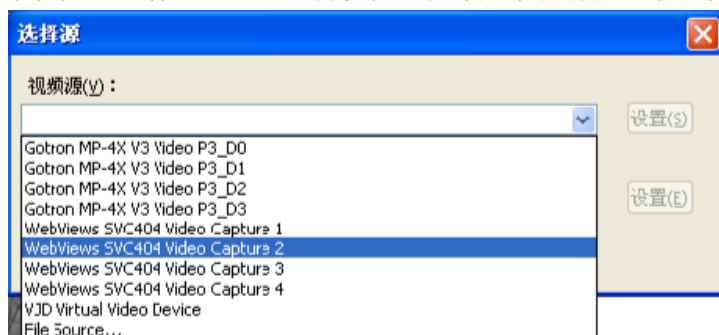 选择源
视频源(V)：
设置(S)
Gotron MP-4X V3 Video P3_D0
Gotron MP-4X V3 Video P3_D1
Gotron MP-4X V3 Video P3_D2
Gotron MP-4X V3 Video P3_D3
设置(E)
WebViews SVC404 Video Capture 1
WebViews SVC404 Video Capture 2
WebViews SVC404 Video Capture 3
WebViews SVC404 Video Capture 4
VJD Virtual Video Device
File Source...